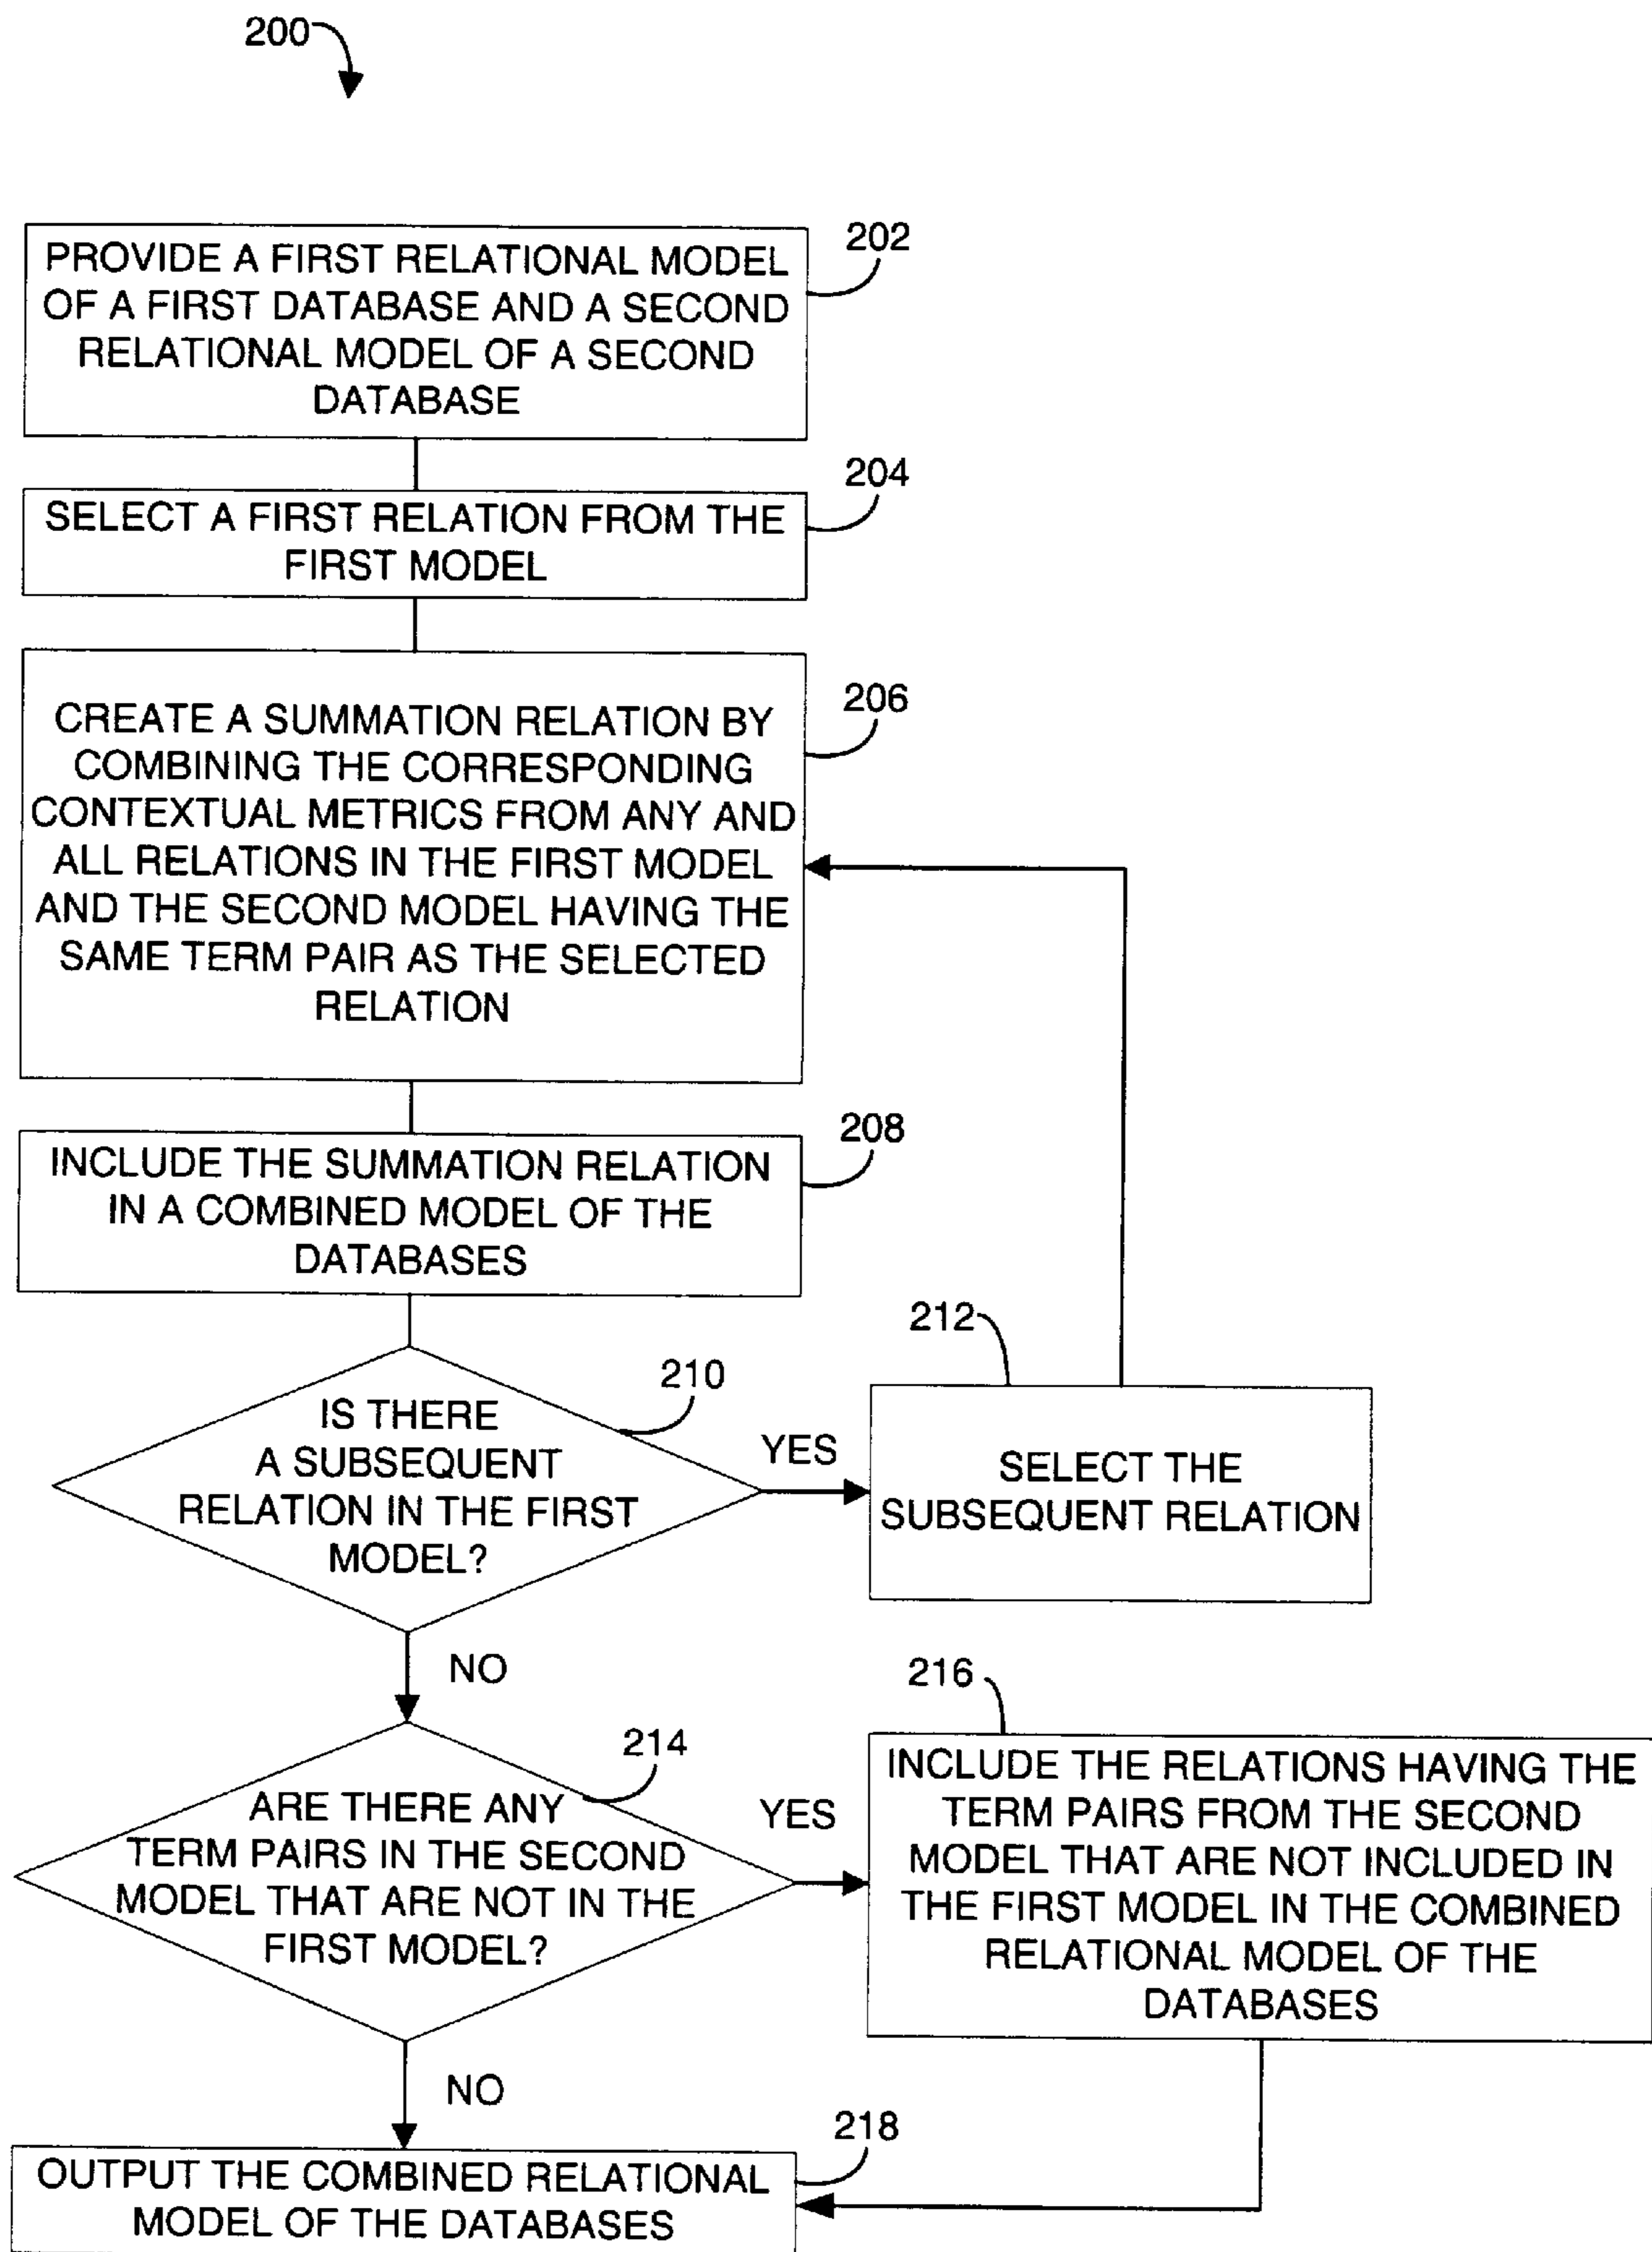 200
202
PROVIDE A FIRST RELATIONAL MODEL
OF A FIRST DATABASE AND A SECOND
RELATIONAL MODEL OF A SECOND
DATABASE
204
SELECT A FIRST RELATION FROM THE
FIRST MODEL
206
CREATE A SUMMATION RELATION BY
COMBINING THE CORRESPONDING
CONTEXTUAL METRICS FROM ANY AND
ALL RELATIONS IN THE FIRST MODEL
AND THE SECOND MODEL HAVING THE
SAME TERM PAIR AS THE SELECTED
RELATION
208
INCLUDE THE SUMMATION RELATION
IN A COMBINED MODEL OF THE
DATABASES
210
IS THERE
A SUBSEQUENT
RELATION IN THE FIRST
MODEL?
YES
212
SELECT THE
SUBSEQUENT RELATION
NO
214
ARE THERE ANY
TERM PAIRS IN THE SECOND
MODEL THAT ARE NOT IN THE
FIRST MODEL?
YES
216
INCLUDE THE RELATIONS HAVING THE
TERM PAIRS FROM THE SECOND
MODEL THAT ARE NOT INCLUDED IN
THE FIRST MODEL IN THE COMBINED
RELATIONAL MODEL OF THE
DATABASES
NO
218
OUTPUT THE COMBINED RELATIONAL
MODEL OF THE DATABASES